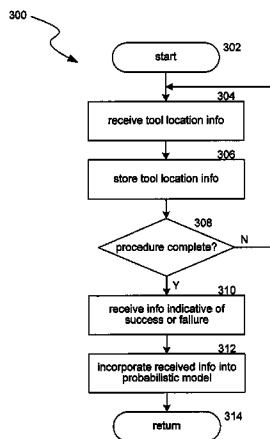 300
302
start
304
receive tool location info
306
store tool location info
308
procedure complete?
N
Y
310
receive info indicative of
success or failure
312
incorporate received info into
probabilistic model
return
314